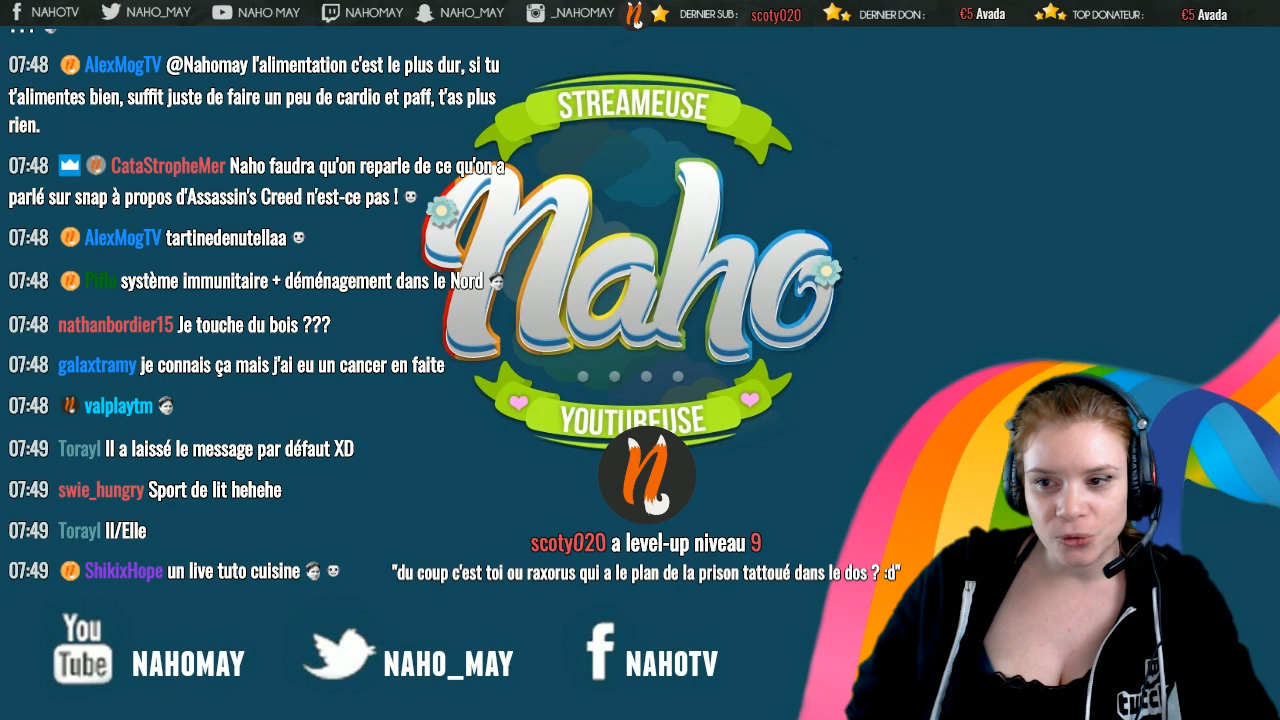 NAHOTV NAHO_MAY NAHO MAY NAHOMAY NAHO_MAY _NAHOMAY DERNIER SUB : scoty020 DERNIER DON : €5 Avada TOP DONATEUR : €5 Avada
07:48 AlexMogTV @Nahomay l'alimentation c'est le plus dur, si tu
t'alimentes bien, suffit juste de faire un peu de cardio et paff, t'as plus
rien.
07:48 CataStropheMer Naho faudra qu'on reparle de ce qu'on a
parlé sur snap à propos d'Assassin's Creed n'est-ce pas !
07:48 AlexMogTV tartinedenutellaa
07:48 Piflo système immunitaire + déménagement dans le Nord
07:48 nathanbordier15 Je touche du bois ???
07:48 galaxtramy je connais ça mais j'ai eu un cancer en faite
07:48 valplaytm
07:49 Torayl Il a laissé le message par défaut XD
07:49 swie_hungry Sport de lit hehehe
07:49 Torayl Il/Elle
07:49 ShikixHope un live tuto cuisine
STREAMEUSE
Naho
YOUTUBEUSE
n
scoty020 a level-up niveau 9
"du coup c'est toi ou raxorus qui a le plan de la prison tattoué dans le dos ? :d"
You Tube NAHOMAY NAHO_MAY f NAHOTV
twitch